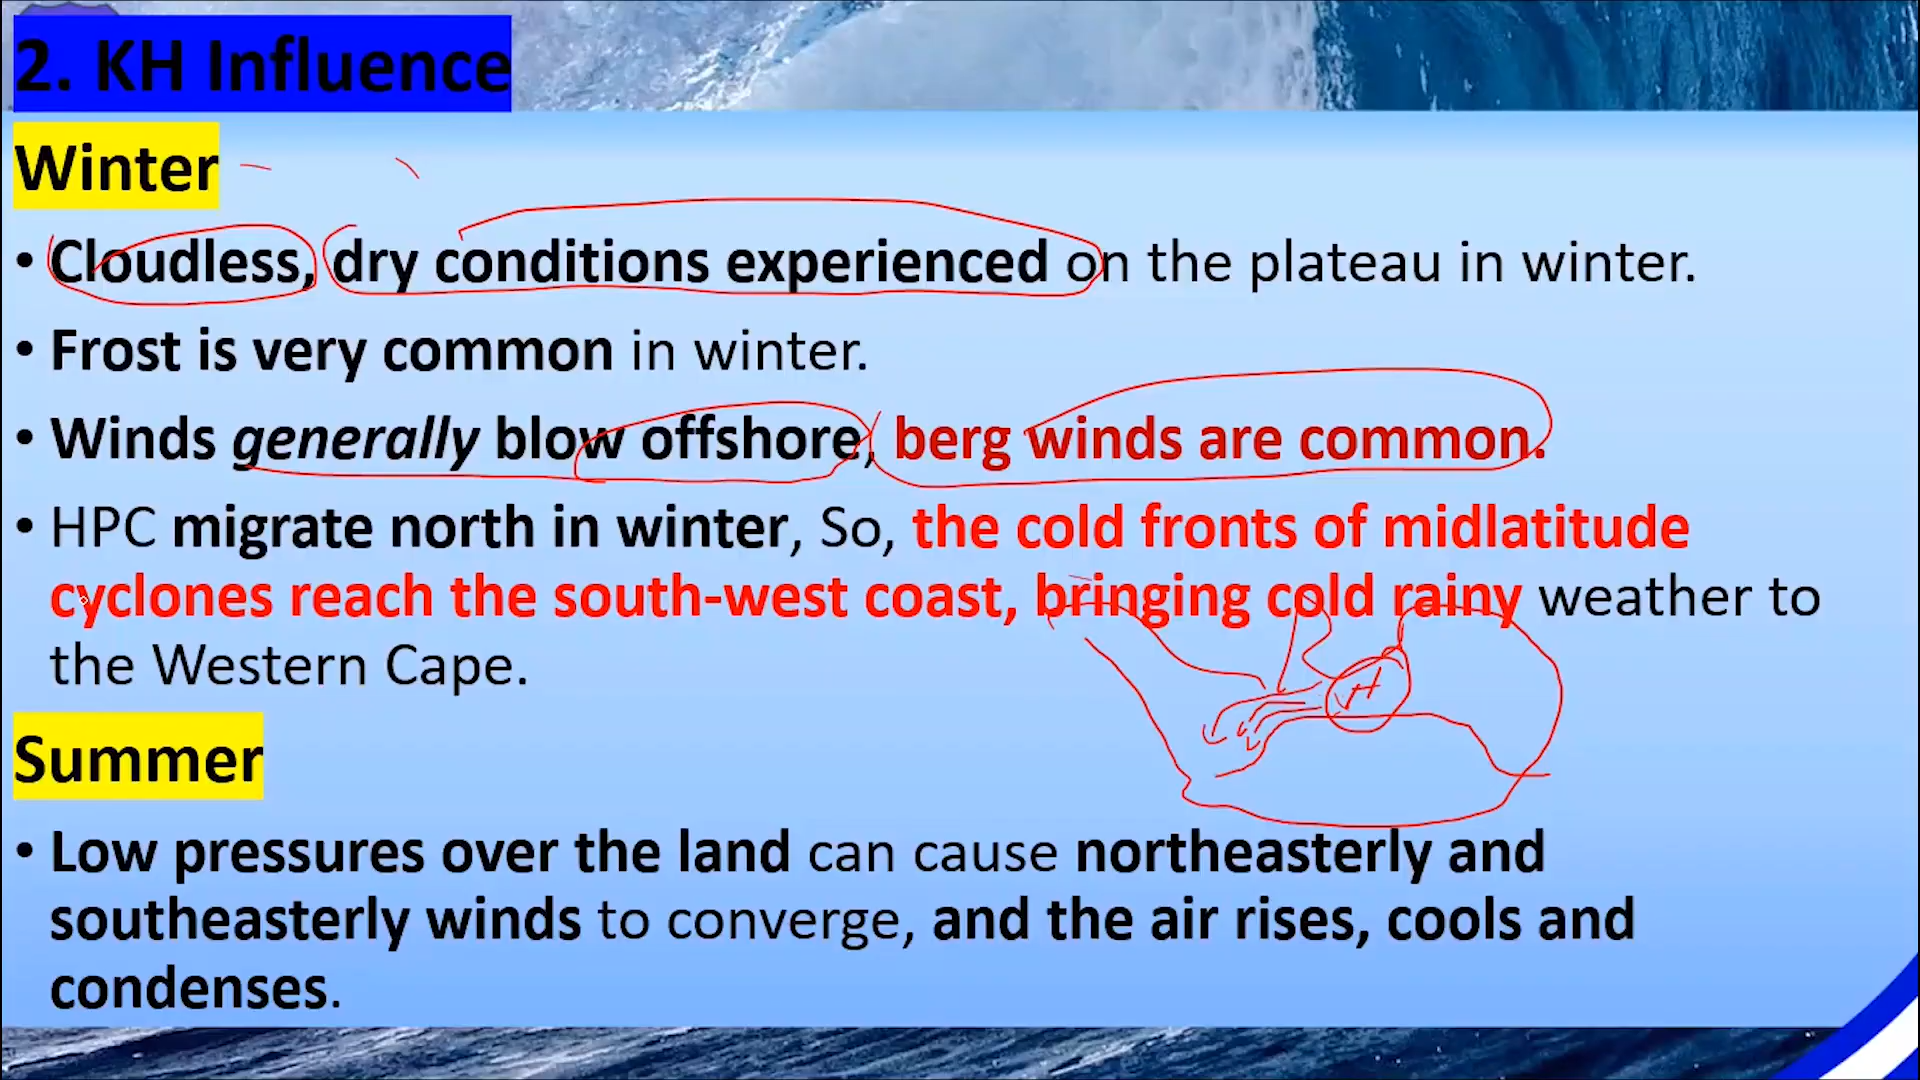 2. KH Influence
Winter
• Cloudless, dry conditions experienced on the plateau in winter.
• Frost is very common in winter.
• Winds generally blow offshore, berg winds are common.
• HPC migrate north in winter, So, the cold fronts of midlatitude
cyclones reach the south-west coast, bringing cold rainy weather to
the Western Cape.
H
Summer
• Low pressures over the land can cause northeasterly and
southeasterly winds to converge, and the air rises, cools and
condenses.